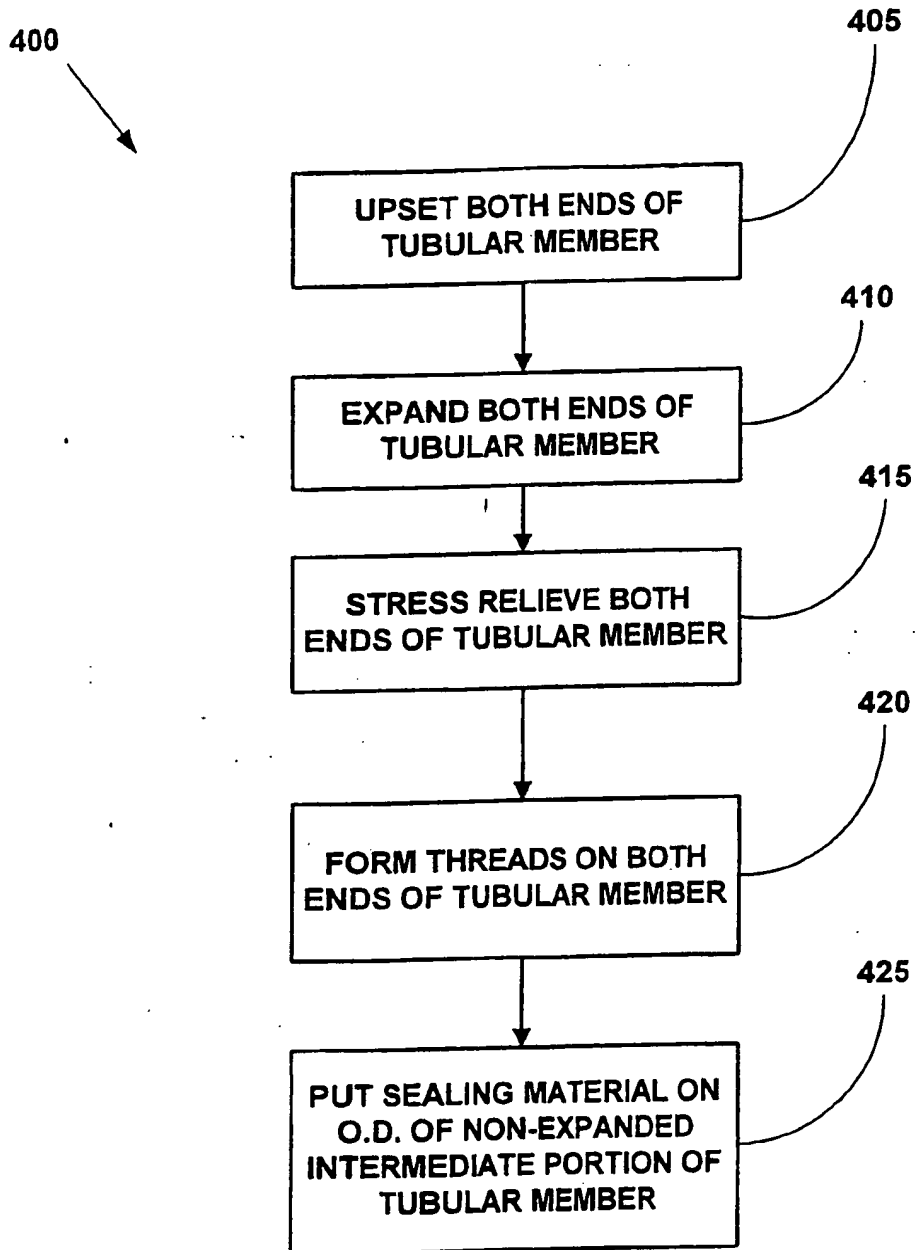 400
405
UPSET BOTH ENDS OF
TUBULAR MEMBER
410
EXPAND BOTH ENDS OF
TUBULAR MEMBER
415
STRESS RELIEVE BOTH
ENDS OF TUBULAR MEMBER
420
FORM THREADS ON BOTH
ENDS OF TUBULAR MEMBER
425
PUT SEALING MATERIAL ON
O.D. OF NON-EXPANDED
INTERMEDIATE PORTION OF
TUBULAR MEMBER